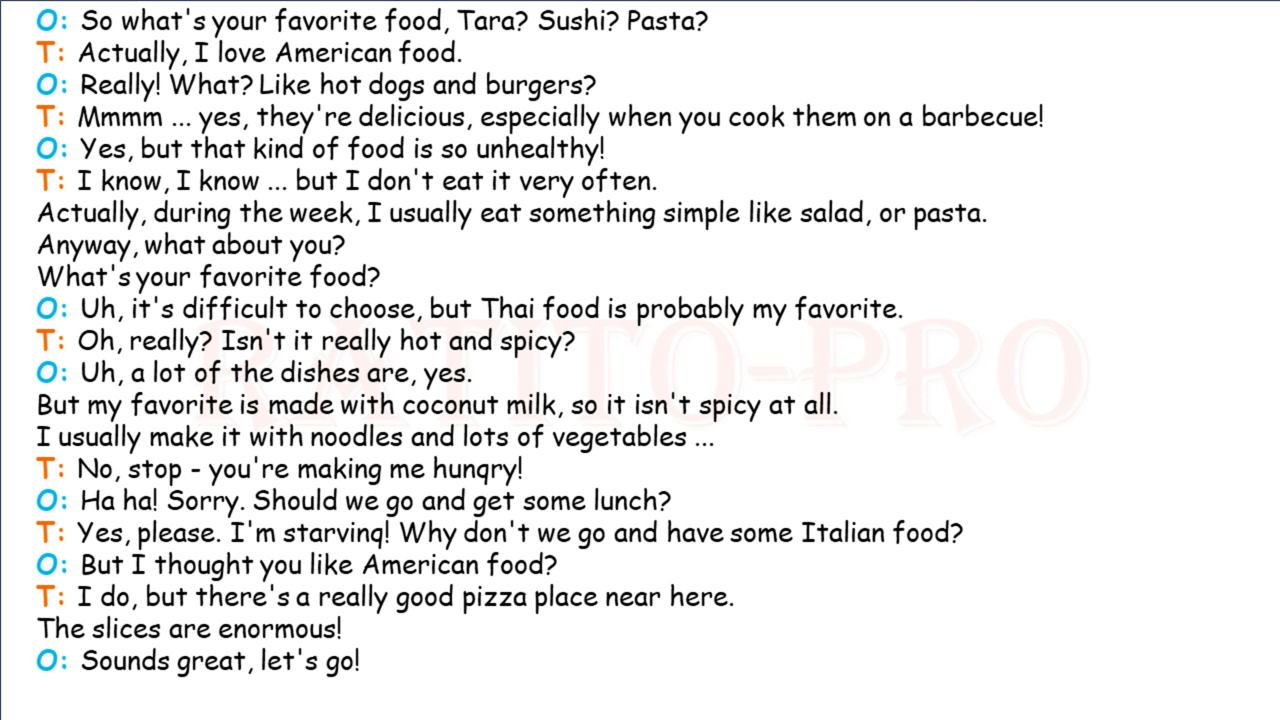 O: So what's your favorite food, Tara? Sushi? Pasta?
T: Actually, I love American food.
O: Really! What? Like hot dogs and burgers?
T: Mmmm ... yes, they're delicious, especially when you cook them on a barbecue!
O: Yes, but that kind of food is so unhealthy!
T: I know, I know ... but I don't eat it very often.
Actually, during the week, I usually eat something simple like salad, or pasta.
Anyway, what about you?
What's your favorite food?
O: Uh, it's difficult to choose, but Thai food is probably my favorite.
T: Oh, really? Isn't it really hot and spicy?
O: Uh, a lot of the dishes are, yes.
RATITO-PRO
But my favorite is made with coconut milk, so it isn't spicy at all.
I usually make it with noodles and lots of vegetables ...
T: No, stop - you're making me hungry!
O: Ha ha! Sorry. Should we go and get some lunch?
T: Yes, please. I'm starving! Why don't we go and have some Italian food?
O: But I thought you like American food?
T: I do, but there's a really good pizza place near here.
The slices are enormous!
O: Sounds great, let's go!